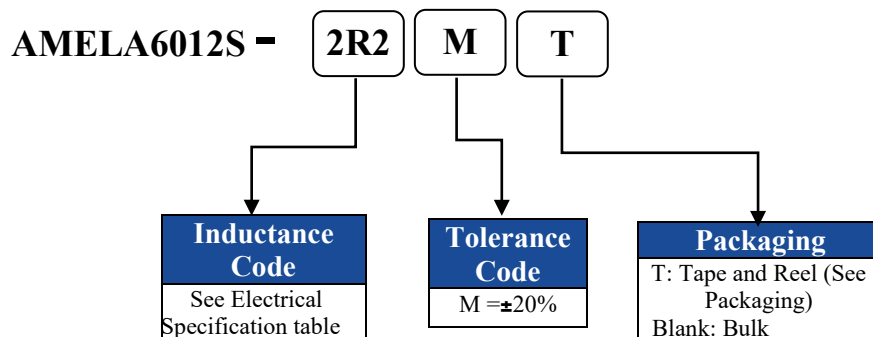 AMELA6012S - 2R2 M T
Inductance
Code
See Electrical
Specification table
Tolerance
Code
M =±20%
Packaging
T: Tape and Reel (See
Packaging)
Blank: Bulk